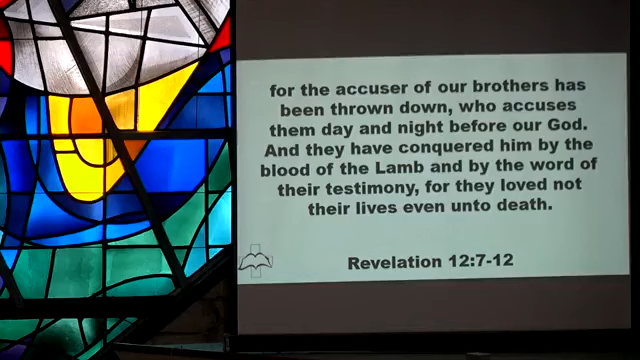 for the accuser of our brothers has
been thrown down, who accuses
them day and night before our God.
And they have conquered him by the
blood of the Lamb and by the word of
their testimony, for they loved not
their lives even unto death.
Revelation 12:7-12